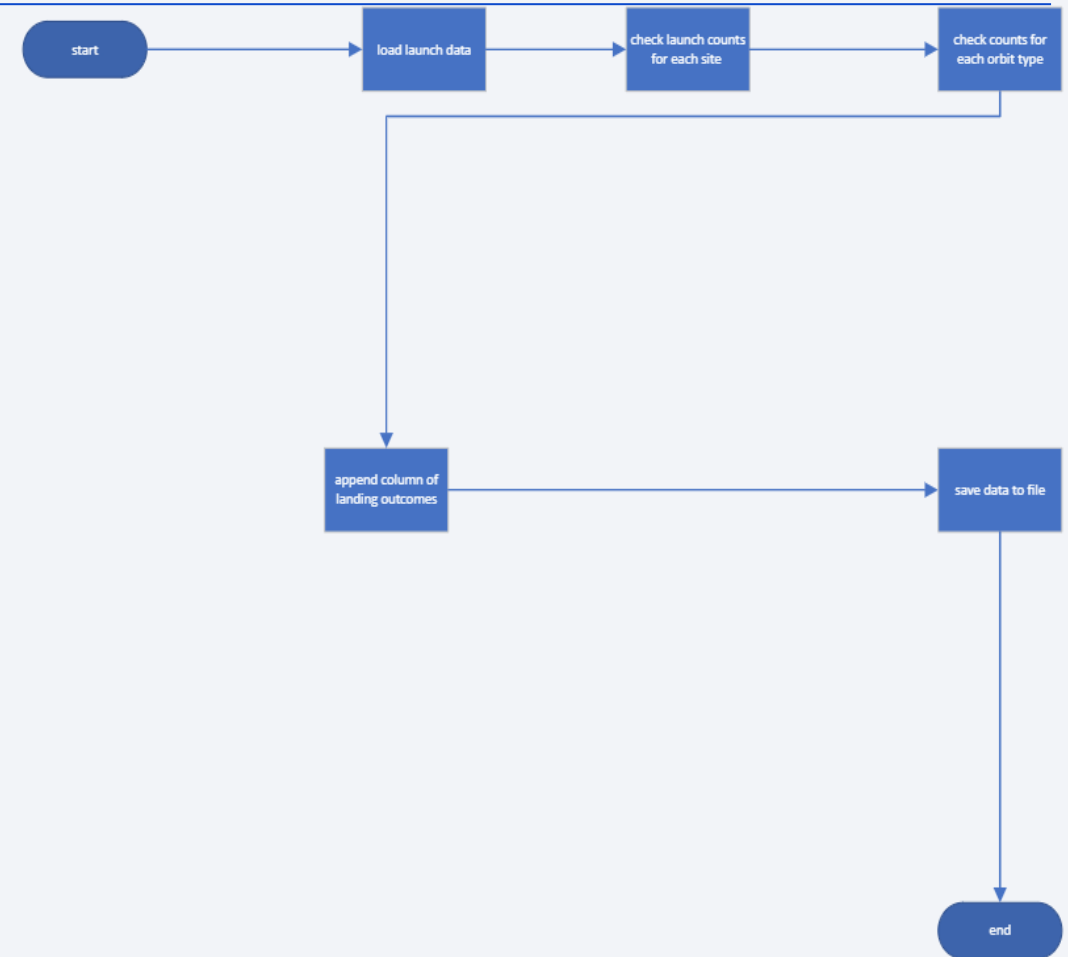 start
load launch data
check launch counts
for each site
check counts for
each orbit type
append column of
landing outcomes
save data to file
end